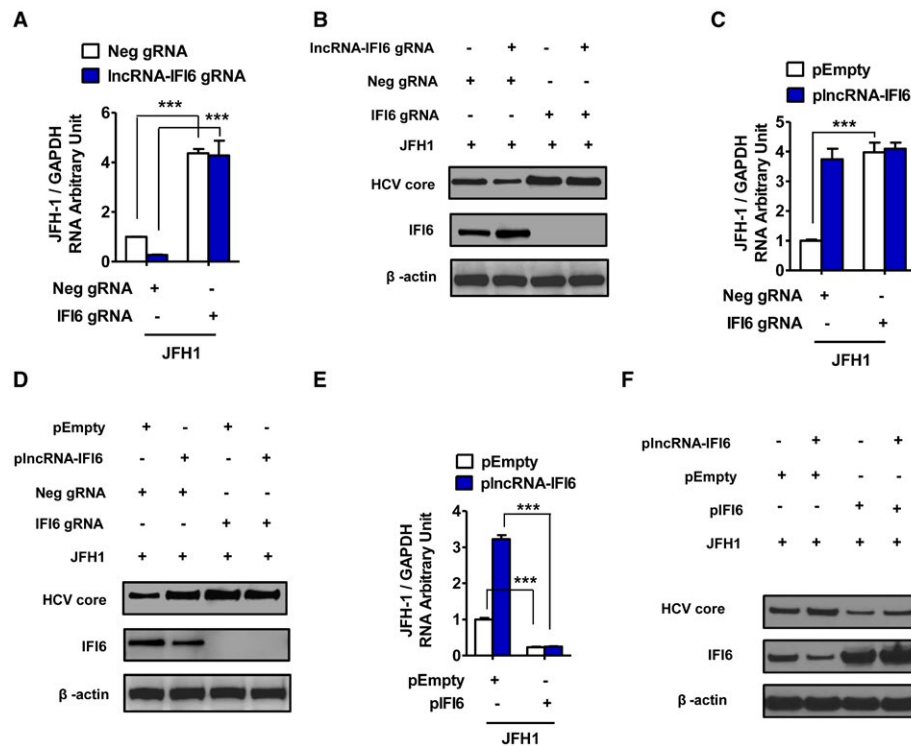 A
Neg gRNA
lncRNA-IFI6 gRNA
JFH-1 / GAPDH
RNA Arbitrary Unit
6
4
2
0
***
***
Neg gRNA + -
IFI6 gRNA - +
JFH1
B
lncRNA-IFI6 gRNA - + - +
Neg gRNA + + - -
IFI6 gRNA - - + +
JFH1 + + + +
HCV core
IFI6
β -actin
C
pEmpty
plncRNA-IFI6
JFH-1 / GAPDH
RNA Arbitrary Unit
5
4
3
2
1
0
***
Neg gRNA + -
IFI6 gRNA - +
JFH1
D
pEmpty + - + -
plncRNA-IFI6 - + - +
Neg gRNA + + - -
IFI6 gRNA - - + +
JFH1 + + + +
HCV core
IFI6
β -actin
E
pEmpty
plncRNA-IFI6
JFH-1 / GAPDH
RNA Arbitrary Unit
4
3
2
1
0
***
***
pEmpty + -
pIFI6 - +
JFH1
F
plncRNA-IFI6 - + - +
pEmpty + + - -
pIFI6 - - + +
JFH1 + + + +
HCV core
IFI6
β -actin